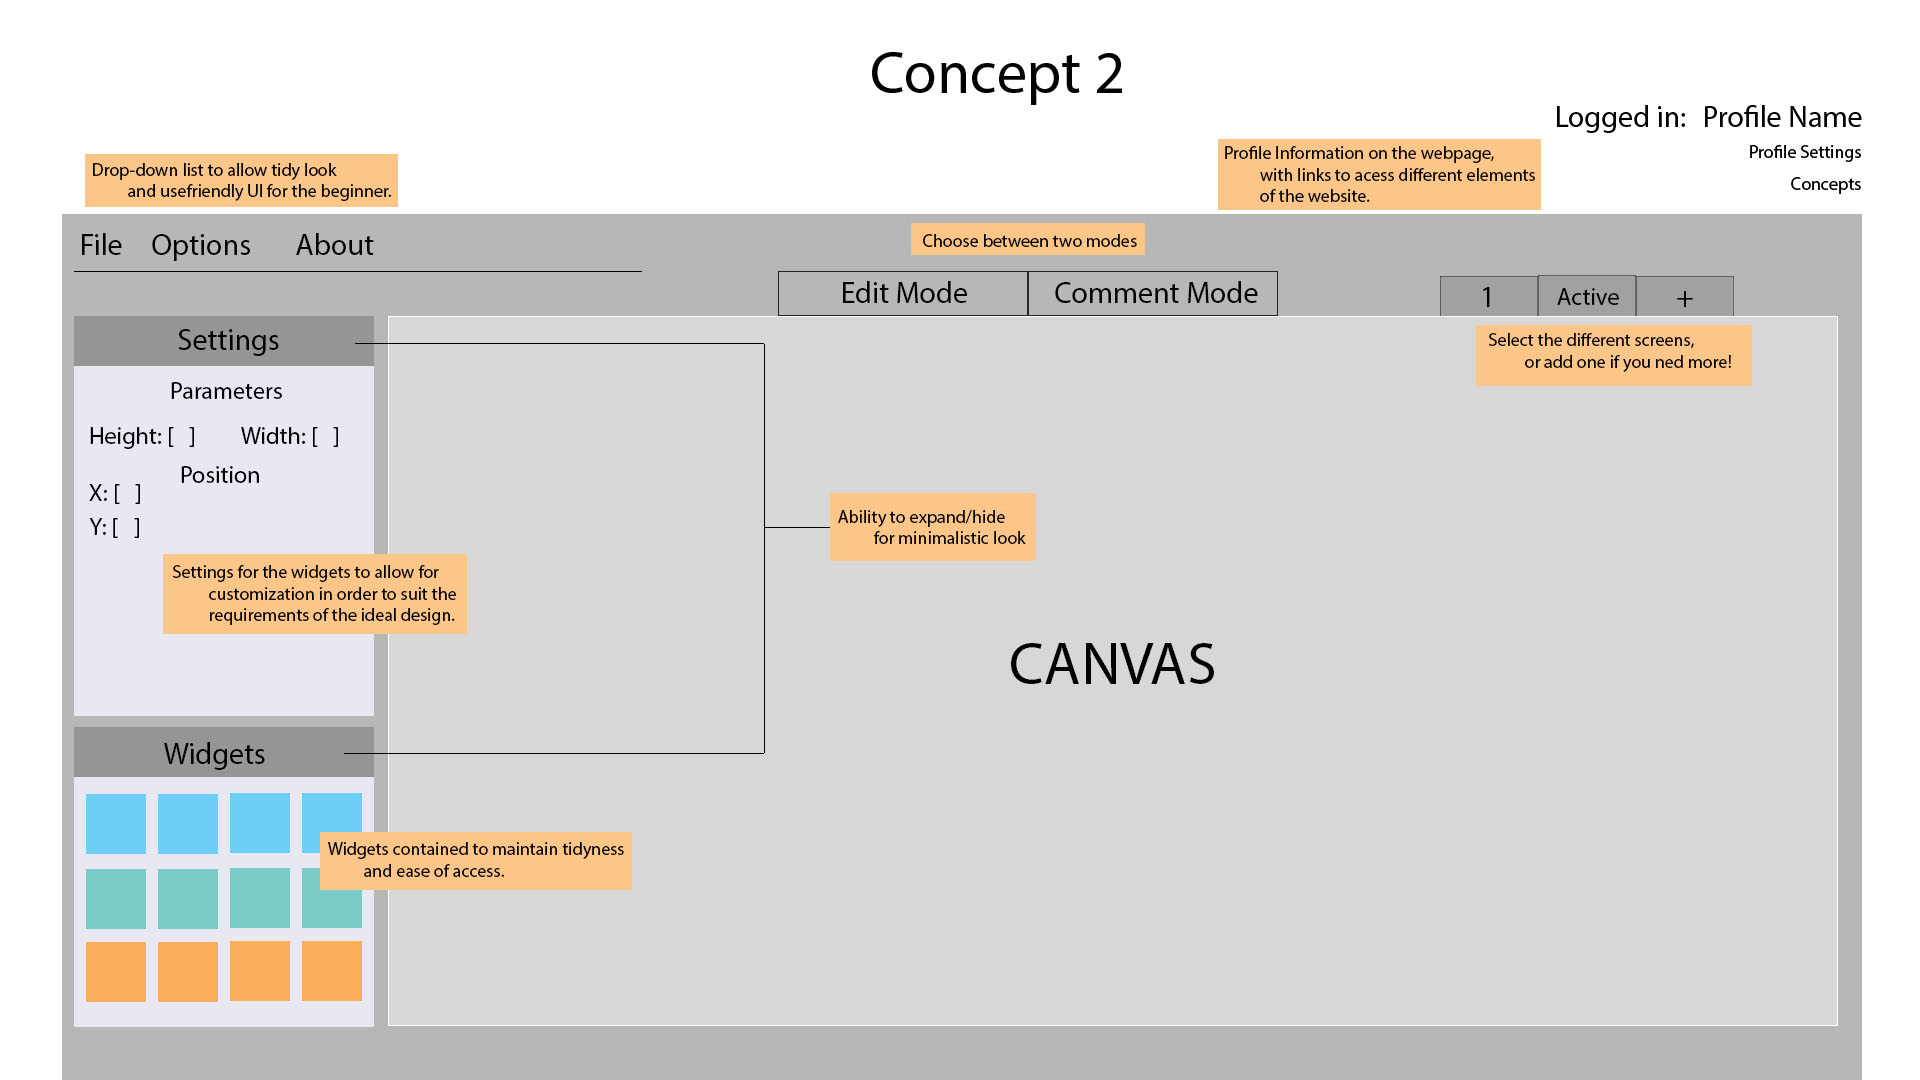 Concept 2
Logged in: Profile Name
Profile Settings
Concepts
Profile Information on the webpage,
with links to acess different elements
of the website.
Drop-down list to allow tidy look
and usefriendly UI for the beginner.
File Options About
Choose between two modes
Edit Mode Comment Mode
1 Active +
Select the different screens,
or add one if you ned more!
Settings
Parameters
Height: [ ] Width: [ ]
Position
X: [ ]
Y: [ ]
Settings for the widgets to allow for
customization in order to suit the
requirements of the ideal design.
Ability to expand/hide
for minimalistic look
CANVAS
Widgets
Widgets contained to maintain tidyness
and ease of access.